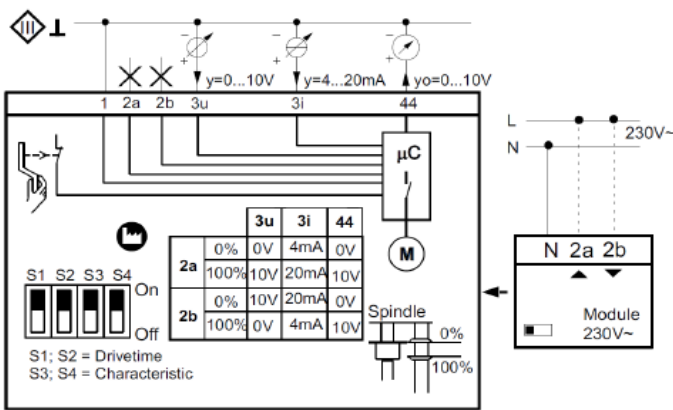 III
y=0...10V y=4...20mA yo=0...10V
1 2a 2b 3u 3i 44
µC
M
3u 3i 44
2a 0% 0V 4mA 0V
100% 10V 20mA 10V
2b 0% 10V 20mA 0V
100% 0V 4mA 10V
S1 S2 S3 S4
On
Off
S1; S2 = Drivetime
S3; S4 = Characteristic
Spindle
0%
100%
L
230V~
N
N 2a 2b
Module
230V~